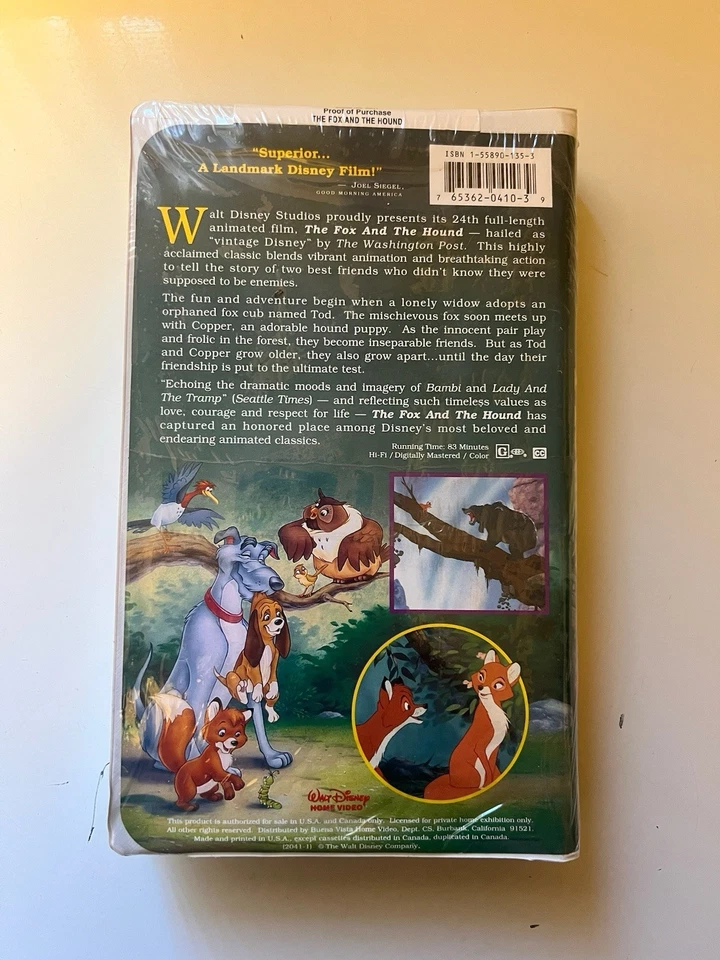 Proof of Purchase
THE FOX AND THE HOUND
"Superior...
A Landmark Disney Film!"
— JOEL SIEGEL,
GOOD MORNING AMERICA
ISBN 1-55890-135-3
7 65362-0410-3 9
Walt Disney Studios proudly presents its 24th full-length
animated film, The Fox And The Hound — hailed as
"vintage Disney" by The Washington Post. This highly
acclaimed classic blends vibrant animation and breathtaking action
to tell the story of two best friends who didn't know they were
supposed to be enemies.
The fun and adventure begin when a lonely widow adopts an
orphaned fox cub named Tod. The mischievous fox soon meets up
with Copper, an adorable hound puppy. As the innocent pair play
and frolic in the forest, they become inseparable friends. But as Tod
and Copper grow older, they also grow apart...until the day their
friendship is put to the ultimate test.
"Echoing the dramatic moods and imagery of Bambi and Lady And
The Tramp" (Seattle Times) — and reflecting such timeless values as
love, courage and respect for life — The Fox And The Hound has
captured an honored place among Disney's most beloved and
endearing animated classics.
Running Time: 83 Minutes
Hi-Fi / Digitally Mastered / Color
G
CC
WALT DISNEY
HOME VIDEO
This product is authorized for sale in U.S.A. and Canada only. Licensed for private home exhibition only.
All other rights reserved. Distributed by Buena Vista Home Video, Dept. CS, Burbank, California 91521.
Made and printed in U.S.A., except cassettes distributed in Canada, duplicated in Canada.
(2041-1) © The Walt Disney Company.